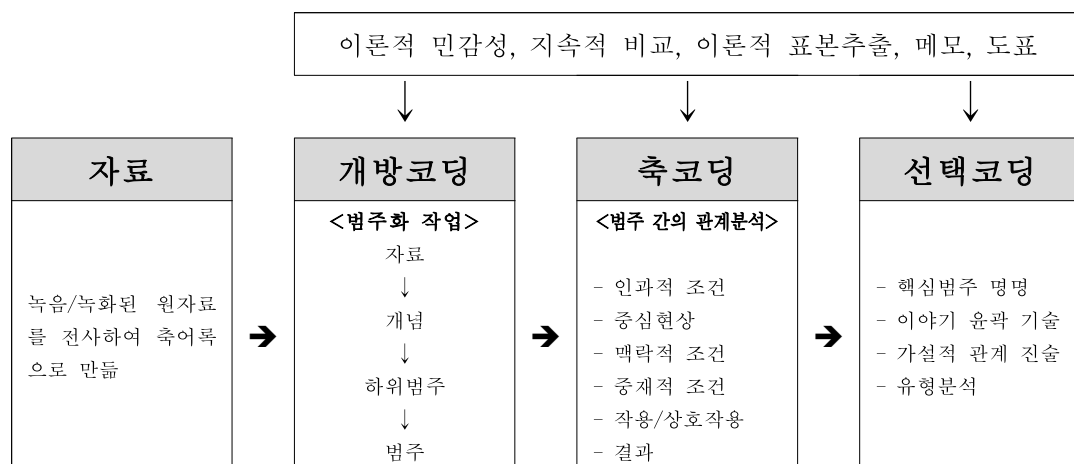 이론적 민감성, 지속적 비교, 이론적 표본추출, 메모, 도표
자료
녹음/녹화된 원자료
를 전사하여 축어록
으로 만듦
개방코딩
<범주화 작업>
자료
개념
하위범주
범주
축코딩
<범주 간의 관계분석>
- 인과적 조건
- 중심현상
- 맥락적 조건
- 중재적 조건
- 작용/상호작용
- 결과
선택코딩
- 핵심범주 명명
- 이야기 윤곽 기술
- 가설적 관계 진술
- 유형분석